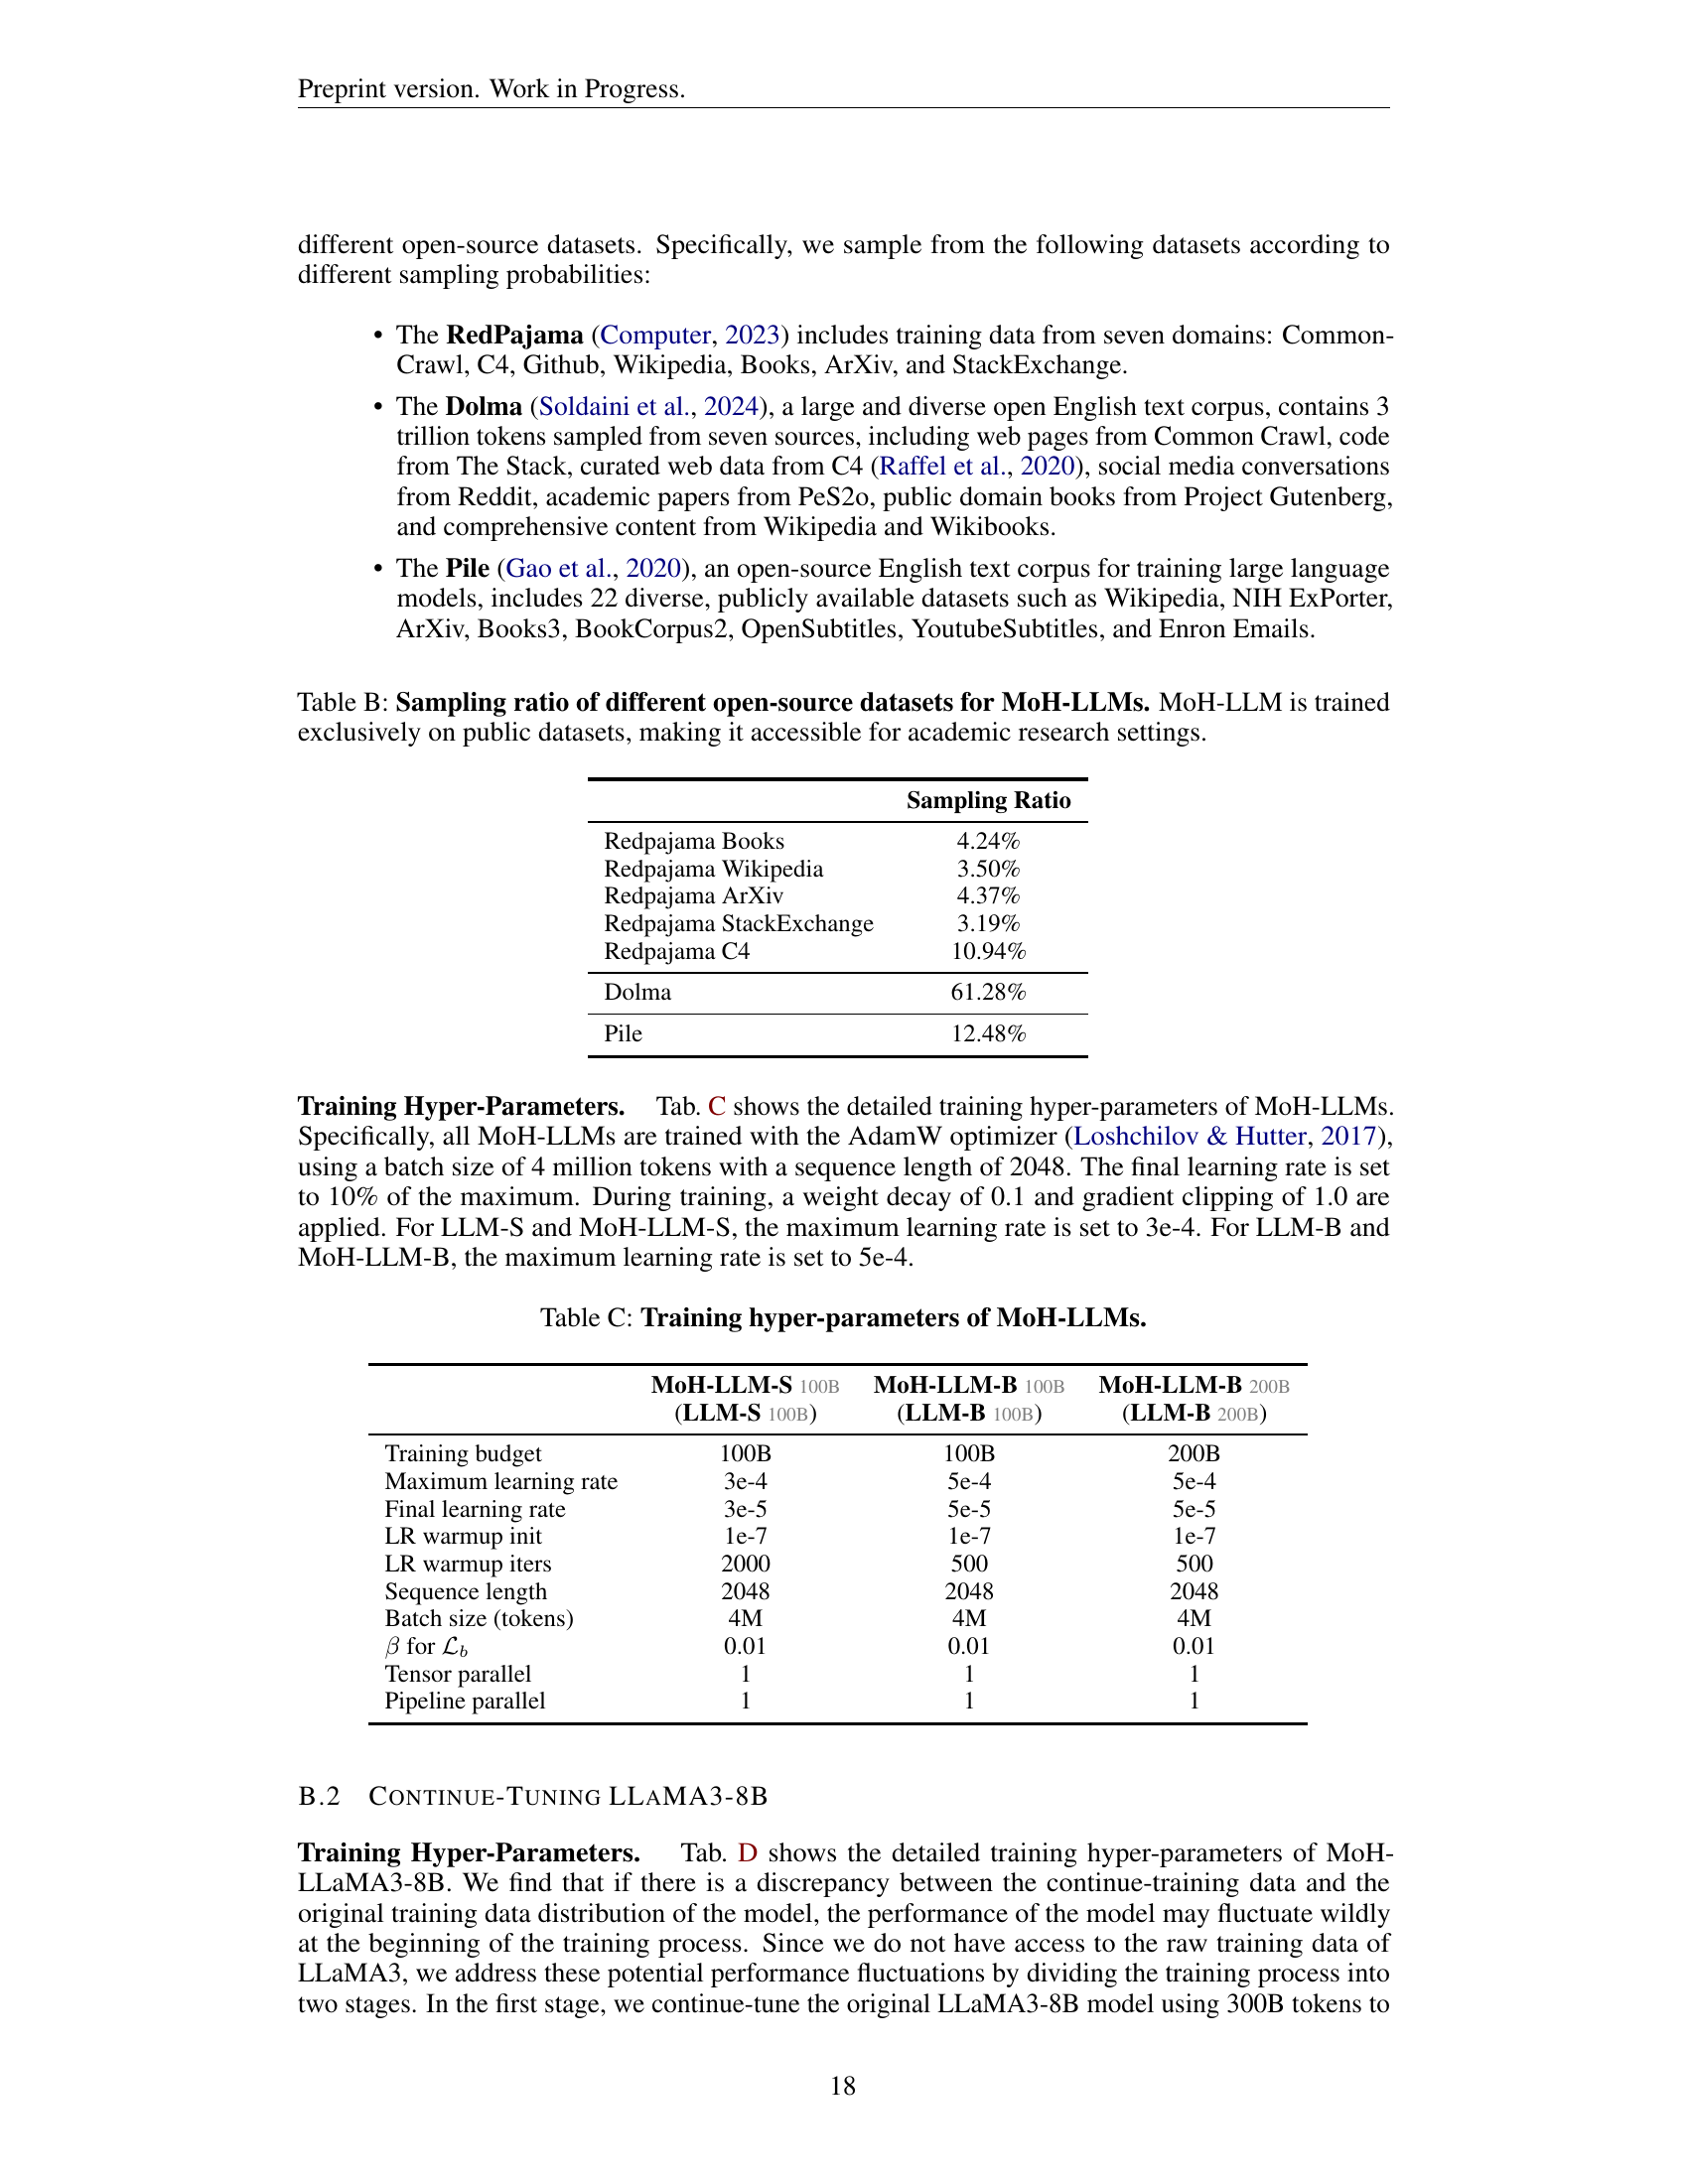 Preprint version. Work in Progress.
different open-source datasets. Specifically, we sample from the following datasets according to
different sampling probabilities:
• The RedPajama (Computer, 2023) includes training data from seven domains: Common-
Crawl, C4, Github, Wikipedia, Books, ArXiv, and StackExchange.
• The Dolma (Soldaini et al., 2024), a large and diverse open English text corpus, contains 3
trillion tokens sampled from seven sources, including web pages from Common Crawl, code
from The Stack, curated web data from C4 (Raffel et al., 2020), social media conversations
from Reddit, academic papers from PeS2o, public domain books from Project Gutenberg,
and comprehensive content from Wikipedia and Wikibooks.
• The Pile (Gao et al., 2020), an open-source English text corpus for training large language
models, includes 22 diverse, publicly available datasets such as Wikipedia, NIH ExPorter,
ArXiv, Books3, BookCorpus2, OpenSubtitles, YoutubeSubtitles, and Enron Emails.
Table B: Sampling ratio of different open-source datasets for MoH-LLMs. MoH-LLM is trained
exclusively on public datasets, making it accessible for academic research settings.
Sampling Ratio
Redpajama Books 4.24%
Redpajama Wikipedia 3.50%
Redpajama ArXiv 4.37%
Redpajama StackExchange 3.19%
Redpajama C4 10.94%
Dolma 61.28%
Pile 12.48%
Training Hyper-Parameters. Tab. C shows the detailed training hyper-parameters of MoH-LLMs.
Specifically, all MoH-LLMs are trained with the AdamW optimizer (Loshchilov & Hutter, 2017),
using a batch size of 4 million tokens with a sequence length of 2048. The final learning rate is set
to 10% of the maximum. During training, a weight decay of 0.1 and gradient clipping of 1.0 are
applied. For LLM-S and MoH-LLM-S, the maximum learning rate is set to 3e-4. For LLM-B and
MoH-LLM-B, the maximum learning rate is set to 5e-4.
Table C: Training hyper-parameters of MoH-LLMs.
MoH-LLM-S 100B MoH-LLM-B 100B MoH-LLM-B 200B
(LLM-S 100B) (LLM-B 100B) (LLM-B 200B)
Training budget 100B 100B 200B
Maximum learning rate 3e-4 5e-4 5e-4
Final learning rate 3e-5 5e-5 5e-5
LR warmup init 1e-7 1e-7 1e-7
LR warmup iters 2000 500 500
Sequence length 2048 2048 2048
Batch size (tokens) 4M 4M 4M
β for ℒb 0.01 0.01 0.01
Tensor parallel 1 1 1
Pipeline parallel 1 1 1
B.2 CONTINUE-TUNING LLAMA3-8B
Training Hyper-Parameters. Tab. D shows the detailed training hyper-parameters of MoH-
LLaMA3-8B. We find that if there is a discrepancy between the continue-training data and the
original training data distribution of the model, the performance of the model may fluctuate wildly
at the beginning of the training process. Since we do not have access to the raw training data of
LLaMA3, we address these potential performance fluctuations by dividing the training process into
two stages. In the first stage, we continue-tune the original LLaMA3-8B model using 300B tokens to
18